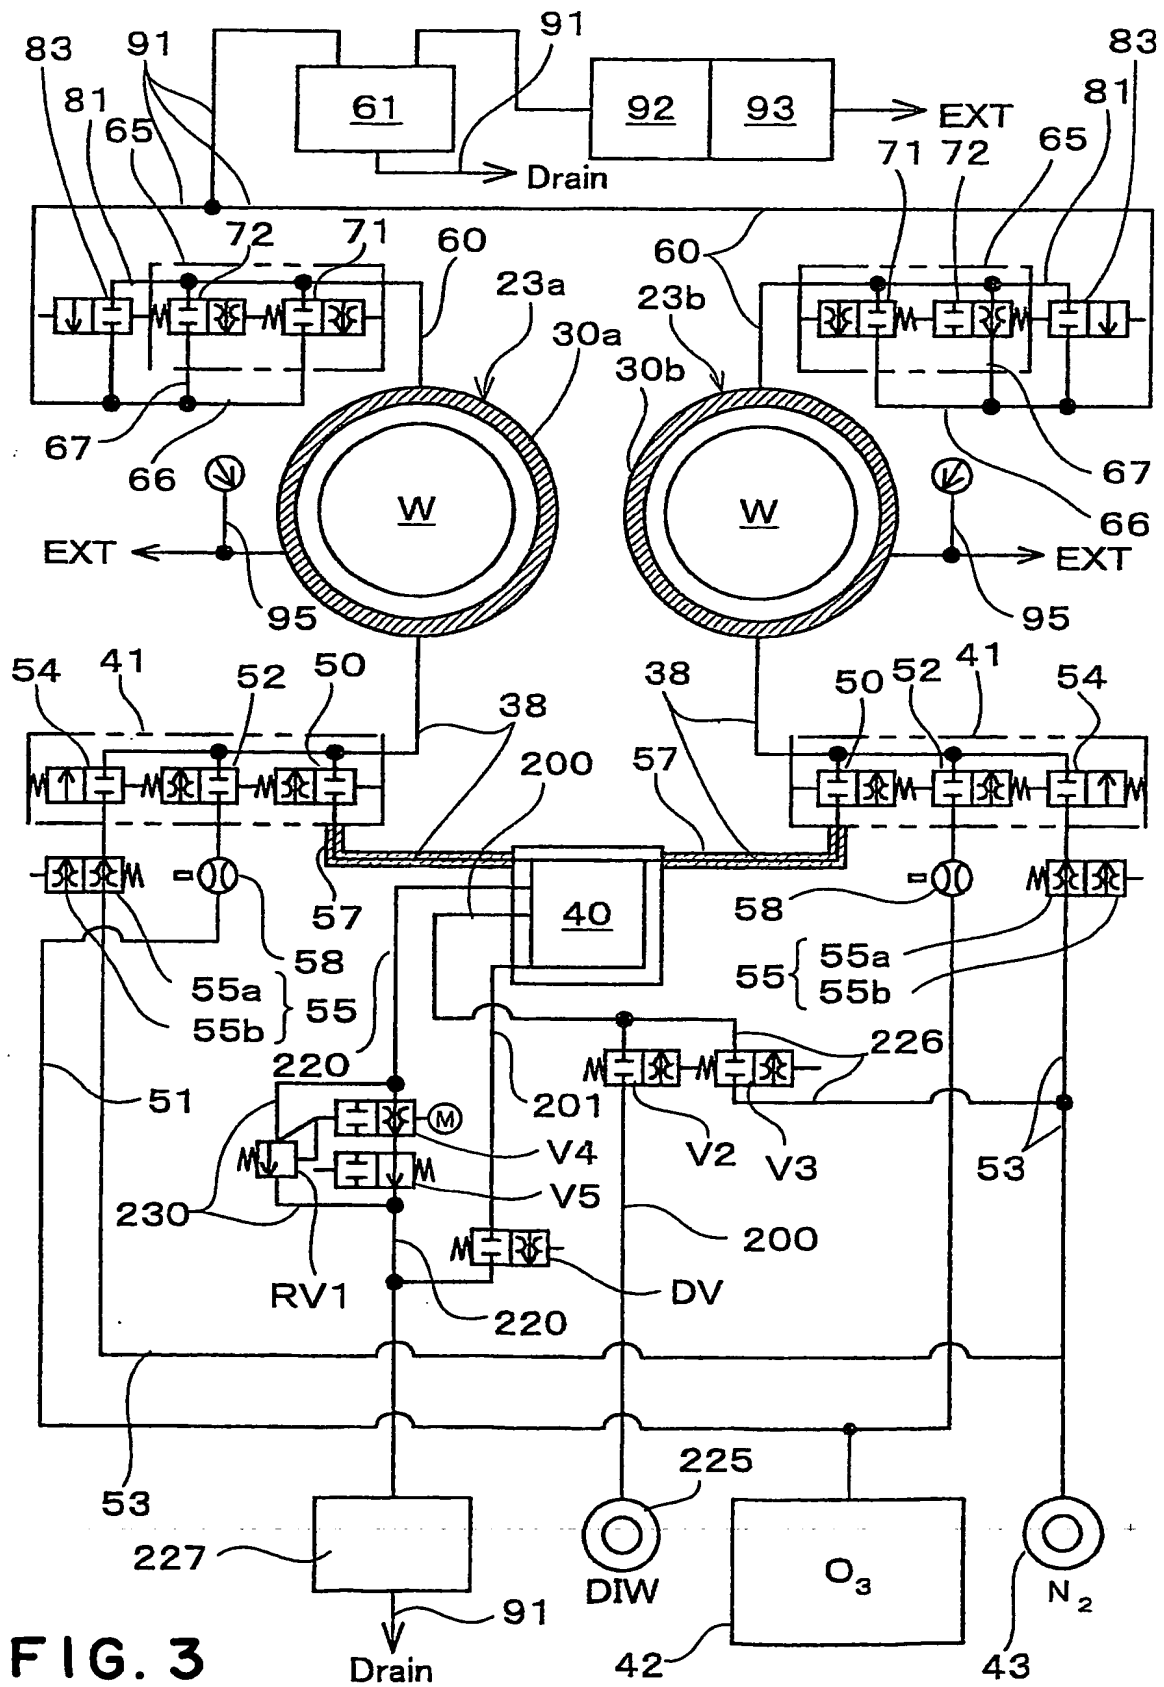 91
91
83
83
81
81
65
65
61
92
93
EXT
Drain
71 72
72
71
60
60
23a
23b
30a
30b
67
66
67
66
W
W
EXT
EXT
95
95
54
41
52
50
38
38
50
52
41
54
200
57
57
40
58
58
55a
55b
55
55
55a
55b
220
51
201
226
V2
V3
53
V4
V5
M
230
RV1
220
DV
200
53
225
227
DIW
O3
N2
91
42
43
Drain
FIG. 3